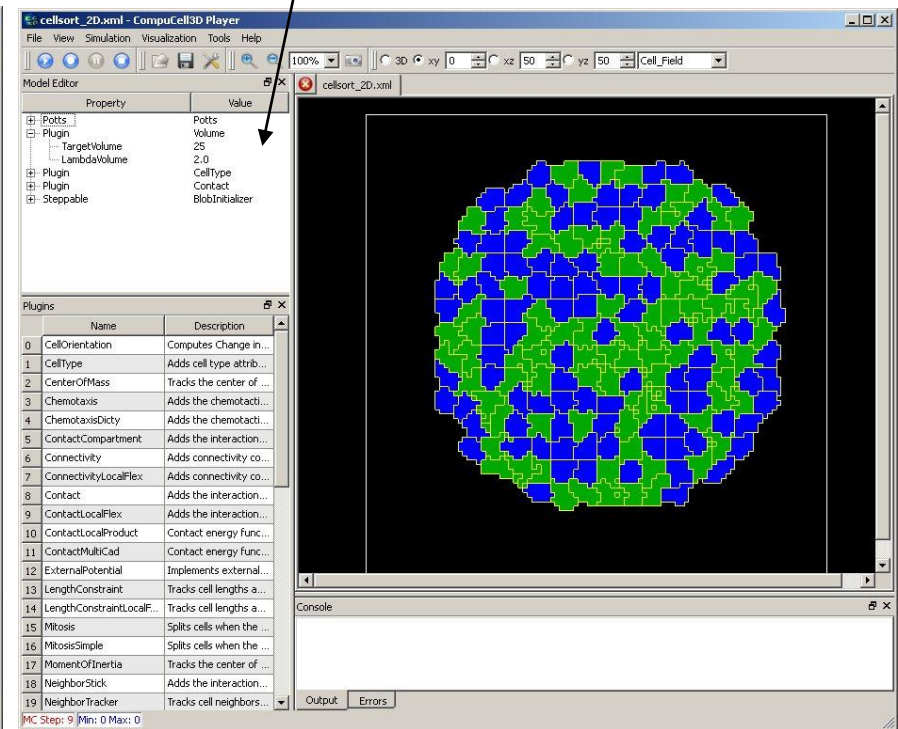 cellsort_2D.xml - CompuCell3D Player
File View Simulation Visualization Tools Help
100% 3D xy 0 xz 50 yz 50 Cell_Field
Model Editor
cellsort_2D.xml
Property Value
Potts Potts
Plugin Volume
TargetVolume 25
LambdaVolume 2.0
Plugin CellType
Plugin Contact
Steppable BlobInitializer
Plugins
Name Description
0 CellOrientation Computes Change in...
1 CellType Adds cell type attrib...
2 CenterOfMass Tracks the center of ...
3 Chemotaxis Adds the chemotacti...
4 ChemotaxisDicty Adds the chemotacti...
5 ContactCompartment Adds the interaction...
6 Connectivity Adds connectivity co...
7 ConnectivityLocalFlex Adds connectivity co...
8 Contact Adds the interaction...
9 ContactLocalFlex Adds the interaction...
10 ContactLocalProduct Contact energy func...
11 ContactMultiCad Contact energy func...
12 ExternalPotential Implements external...
13 LengthConstraint Tracks cell lengths a...
14 LengthConstraintLocalF... Tracks cell lengths a...
15 Mitosis Splits cells when the ...
16 MitosisSimple Splits cells when the ...
17 MomentOfInertia Tracks the center of ...
18 NeighborStick Adds the interaction...
19 NeighborTracker Tracks cell neighbors...
Console
Output Errors
MC Step: 9 Min: 0 Max: 0